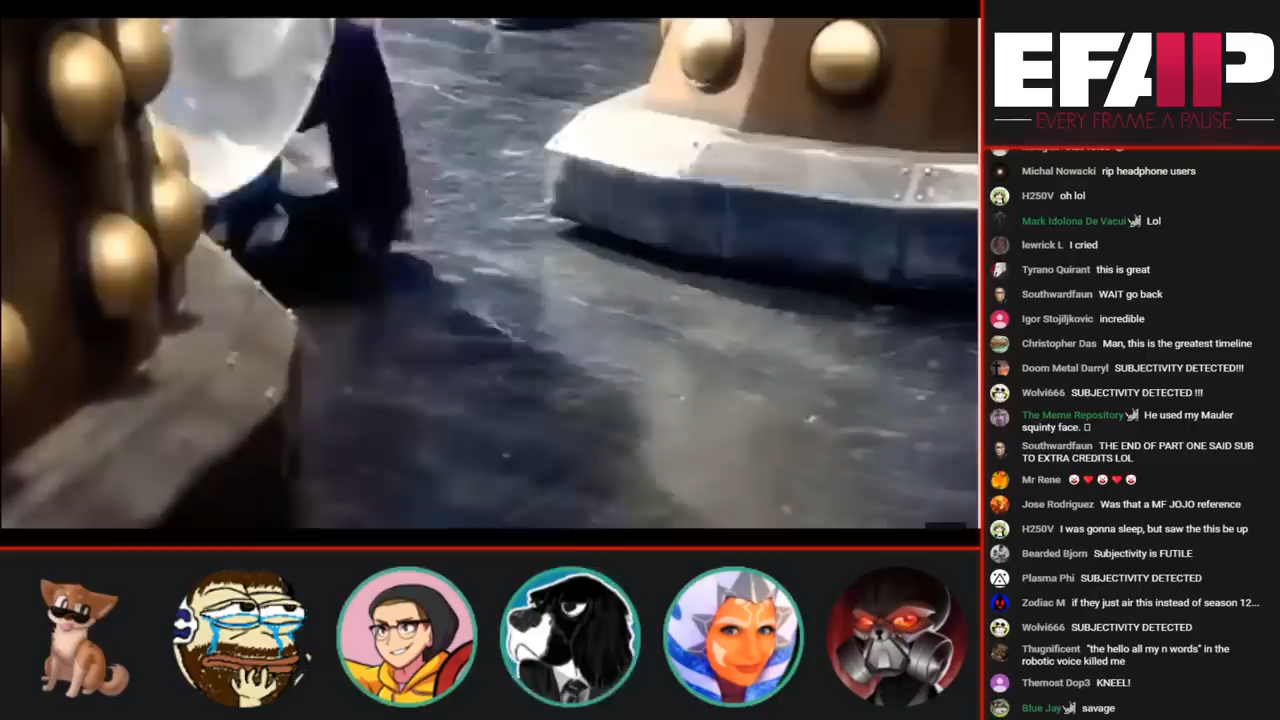 EFAP
EVERY FRAME A PAUSE
Michal Nowacki rip headphone users
H250V oh lol
Mark Idolona De Vacui Lol
lewrick L I cried
Tyrano Quirant this is great
Southwardfaun WAIT go back
Igor Stojiljkovic incredible
Christopher Das Man, this is the greatest timeline
Doom Metal Darryl SUBJECTIVITY DETECTED!!!
Wolvi666 SUBJECTIVITY DETECTED !!!
The Meme Repository He used my Mauler
squinty face.
Southwardfaun THE END OF PART ONE SAID SUB
TO EXTRA CREDITS LOL
Mr Rene
Jose Rodriguez Was that a MF JOJO reference
H250V I was gonna sleep, but saw the this be up
Bearded Bjorn Subjectivity is FUTILE
Plasma Phi SUBJECTIVITY DETECTED
Zodiac M if they just air this instead of season 12...
Wolvi666 SUBJECTIVITY DETECTED
Thugnificent "the hello all my n words" in the
robotic voice killed me
Themost Dop3 KNEEL!
Blue Jay savage